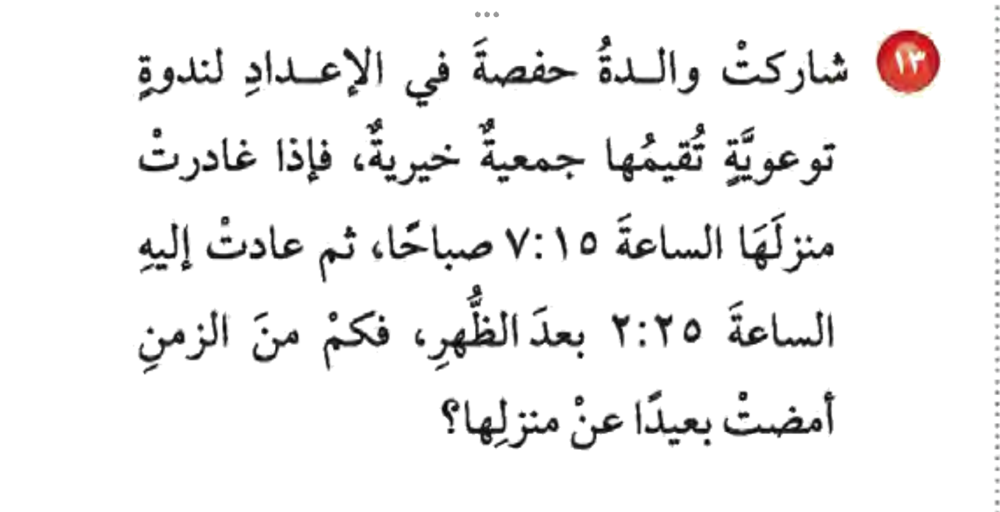 ١٣ شاركتْ والـدةُ حفصةَ في الإعـدادِ لندوةٍ
توعويَّةٍ تُقيمُها جمعيةٌ خيريةٌ، فإذا غادرتْ
منزلَهَا الساعةَ ٧:١٥ صباحًا، ثم عادتْ إليهِ
الساعةَ ٢:٢٥ بعدَ الظُّهرِ، فكمْ منَ الزمنِ
أمضتْ بعيدًا عنْ منزلِها؟